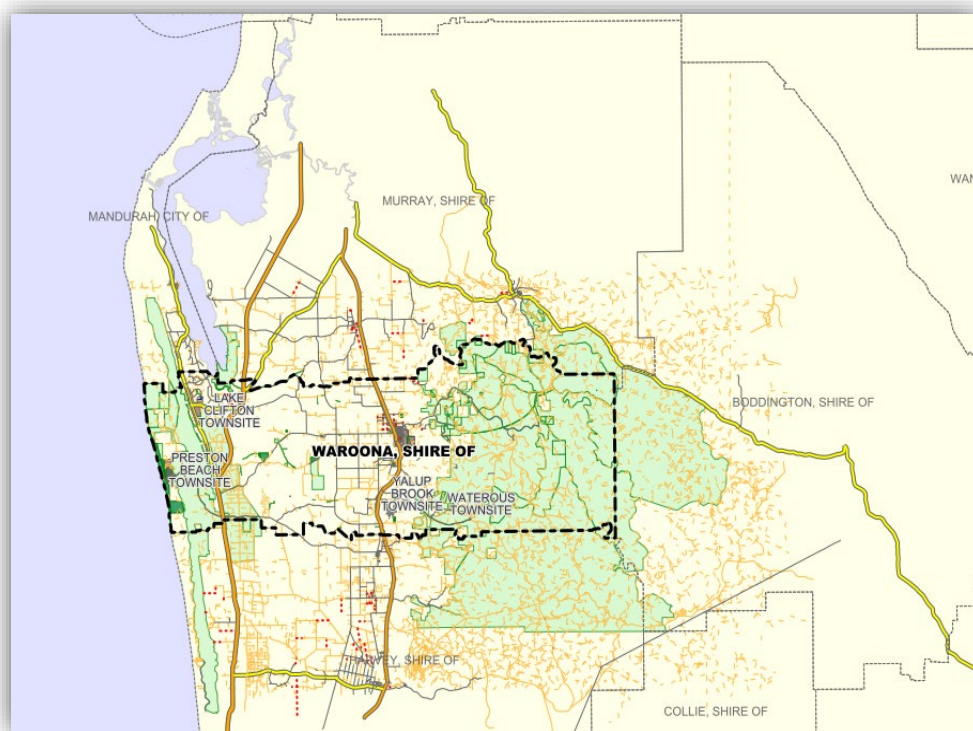 WAN
MURRAY, SHIRE OF
MANDURAH, CITY OF
BODDINGTON, SHIRE OF
LAKE
CLIFTON
TOWNSITE
WAROONA, SHIRE OF
PRESTON
BEACH
TOWNSITE
YALUP
BROOK
TOWNSITE
WATEROUS
TOWNSITE
HARVEY, SHIRE OF
COLLIE, SHIRE OF